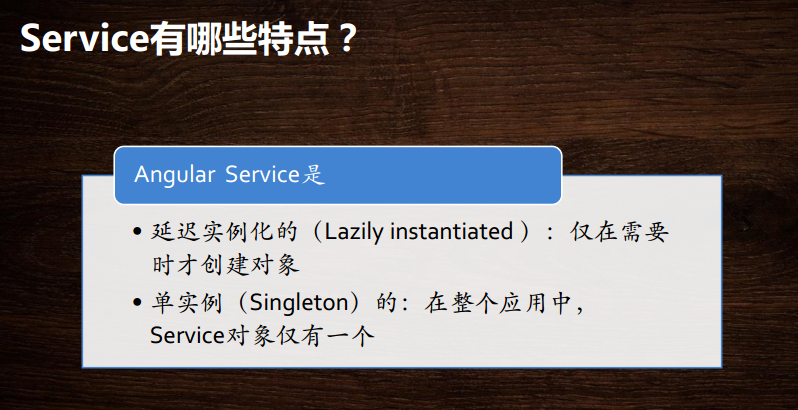 Service有哪些特点？
Angular Service是
• 延迟实例化的（Lazily instantiated ）：仅在需要
时才创建对象
• 单实例（Singleton）的：在整个应用中，
Service对象仅有一个